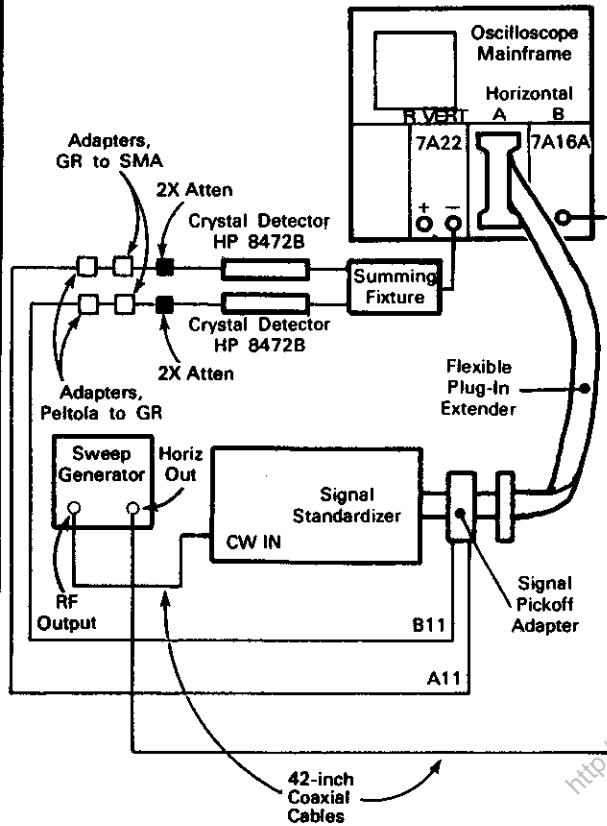 Oscilloscope
Mainframe
Horizontal
R VERT A B
7A22
7A16A
+ −
Adapters,
GR to SMA
2X Atten
Crystal Detector
HP 8472B
Summing
Fixture
Crystal Detector
HP 8472B
2X Atten
Adapters,
Peltola to GR
Flexible
Plug-In
Extender
Sweep
Generator
Horiz
Out
Signal
Standardizer
CW IN
RF
Output
Signal
Pickoff
Adapter
B11
A11
42-inch
Coaxial
Cables
http:/